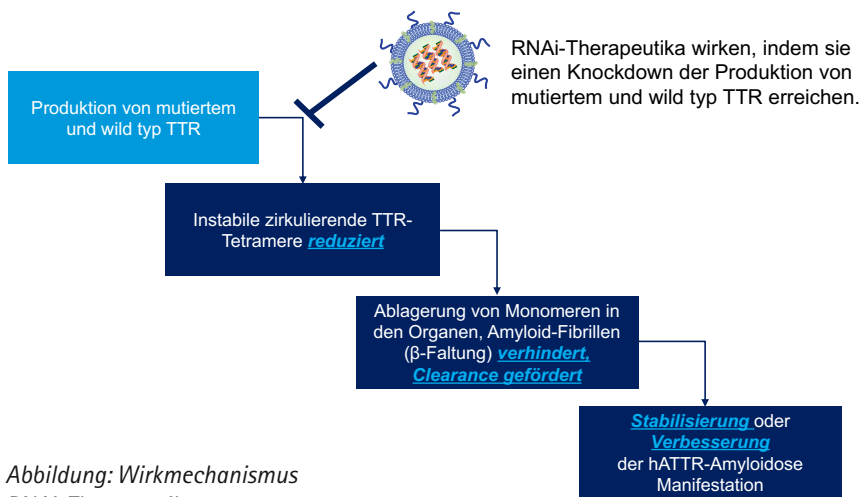 RNAi-Therapeutika wirken, indem sie
einen Knockdown der Produktion von
mutiertem und wild typ TTR erreichen.
Produktion von mutiertem
und wild typ TTR
Instabile zirkulierende TTR-
Tetramere reduziert
Ablagerung von Monomeren in
den Organen, Amyloid-Fibrillen
(β-Faltung) verhindert,
Clearance gefördert
Stabilisierung oder
Verbesserung
der hATTR-Amyloidose
Manifestation
Abbildung: Wirkmechanismus